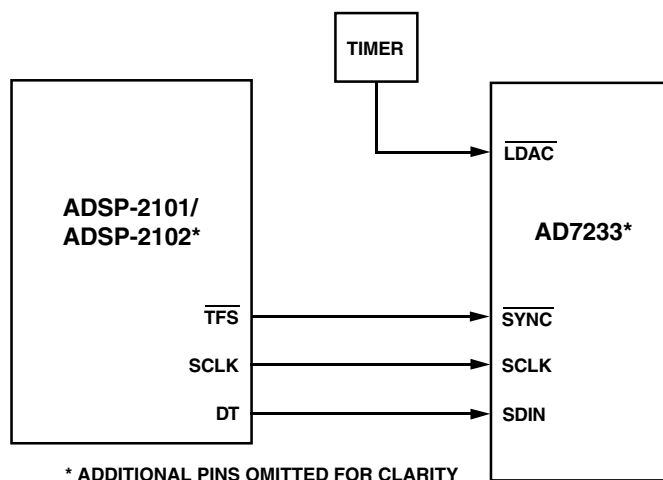 TIMER
LDAC
ADSP-2101/
ADSP-2102*
AD7233*
TFS
SYNC
SCLK
SCLK
DT
SDIN
* ADDITIONAL PINS OMITTED FOR CLARITY